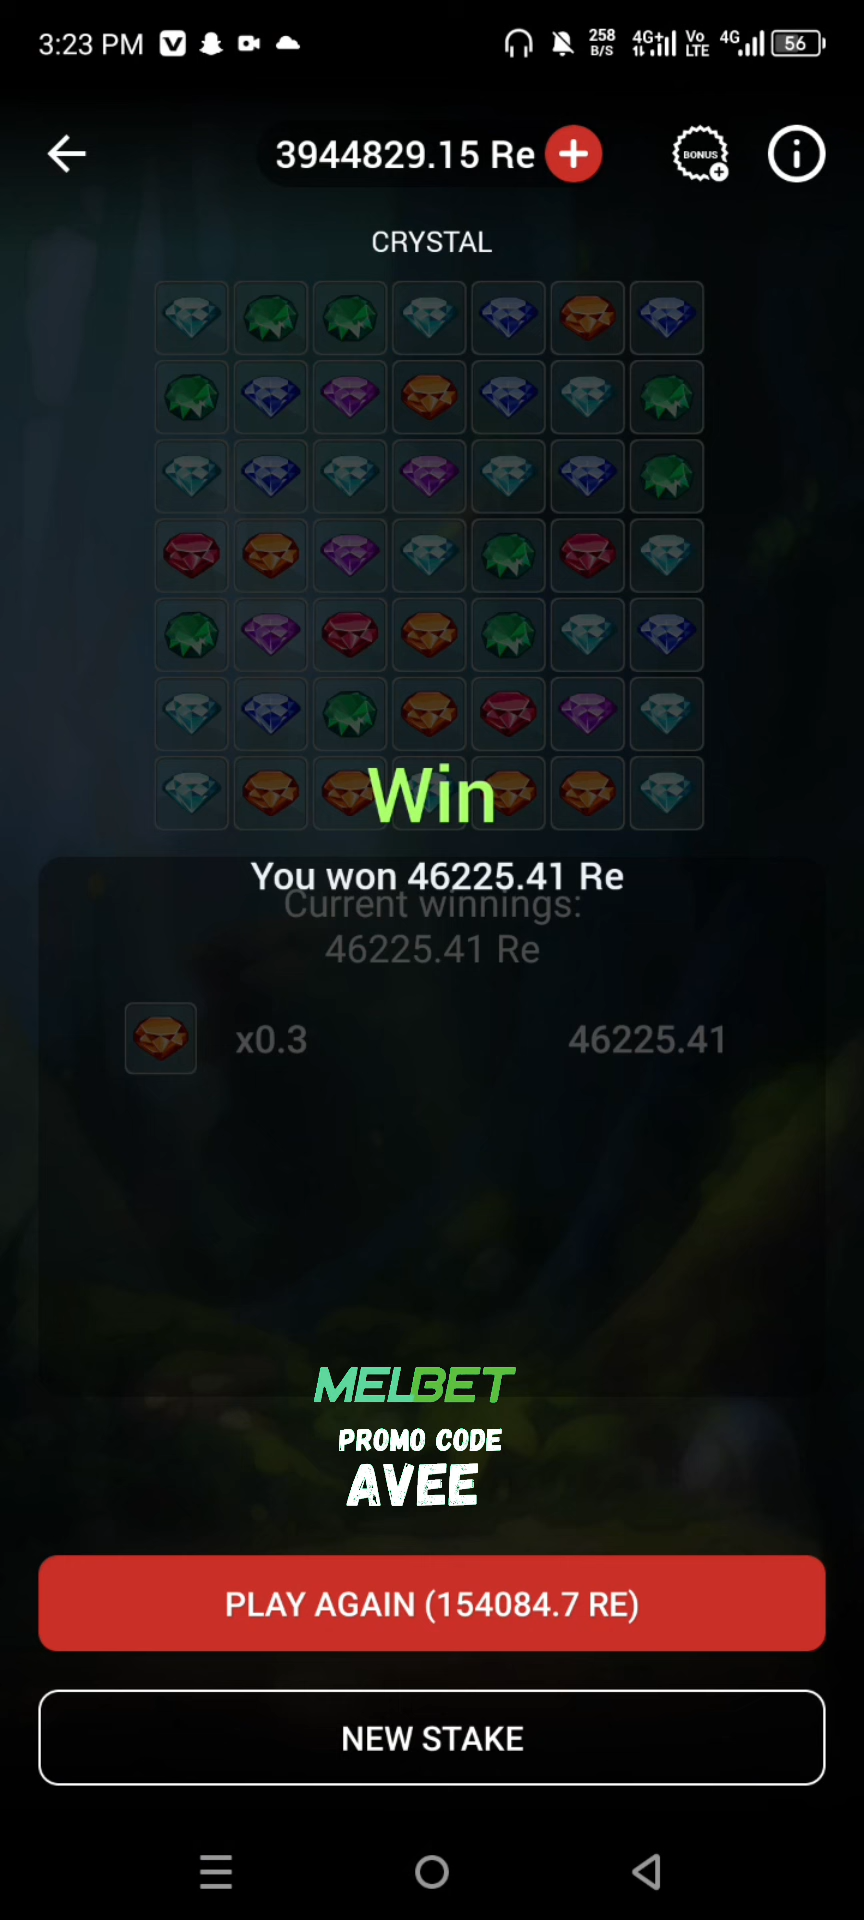 3:23 PM
258 B/S 4G+ Vo LTE 4G 56
3944829.15 Re
BONUS
CRYSTAL
Win
You won 46225.41 Re
Current winnings:
46225.41 Re
x0.3 46225.41
MELBET
PROMO CODE
AVEE
PLAY AGAIN (154084.7 RE)
NEW STAKE